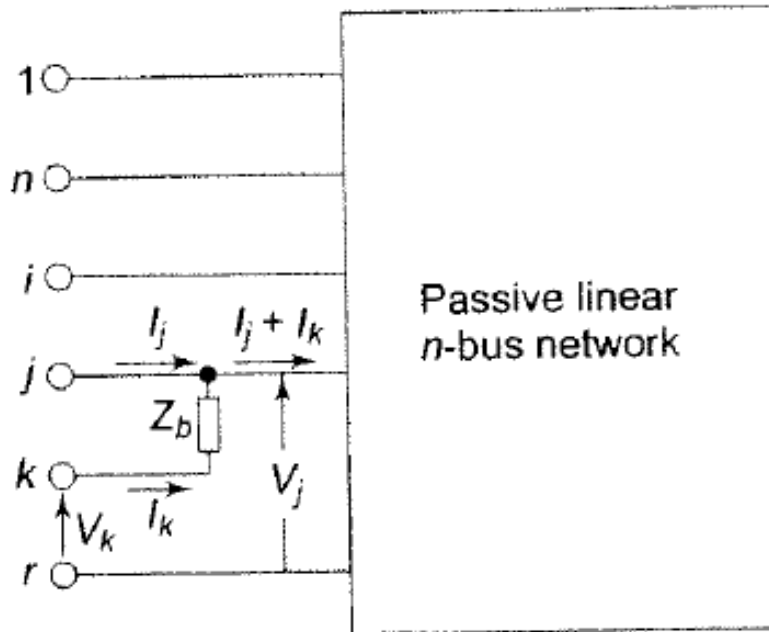 1
n
i
I_j I_j + I_k
j
Z_b
k
V_k I_k V_j
r
Passive linear
n-bus network